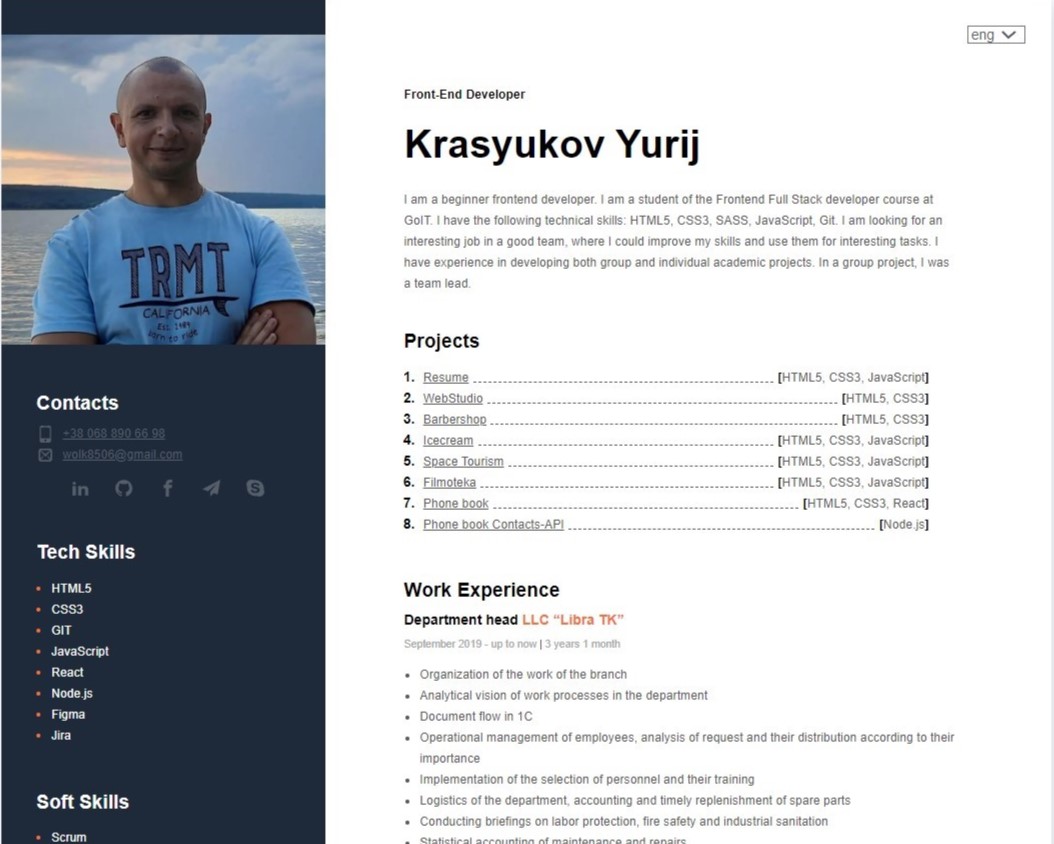 TRMT
CALIFORNIA
Est. 1984
born to ride
Contacts
+38 068 890 66 98
wolk8506@gmail.com
Tech Skills
HTML5
CSS3
GIT
JavaScript
React
Node.js
Figma
Jira
Soft Skills
Scrum
eng
Front-End Developer
Krasyukov Yurij
I am a beginner frontend developer. I am a student of the Frontend Full Stack developer course at
GoIT. I have the following technical skills: HTML5, CSS3, SASS, JavaScript, Git. I am looking for an
interesting job in a good team, where I could improve my skills and use them for interesting tasks. I
have experience in developing both group and individual academic projects. In a group project, I was
a team lead.
Projects
1. Resume [HTML5, CSS3, JavaScript]
2. WebStudio [HTML5, CSS3]
3. Barbershop [HTML5, CSS3]
4. Icecream [HTML5, CSS3, JavaScript]
5. Space Tourism [HTML5, CSS3, JavaScript]
6. Filmoteka [HTML5, CSS3, JavaScript]
7. Phone book [HTML5, CSS3, React]
8. Phone book Contacts-API [Node.js]
Work Experience
Department head LLC “Libra TK”
September 2019 - up to now | 3 years 1 month
Organization of the work of the branch
Analytical vision of work processes in the department
Document flow in 1C
Operational management of employees, analysis of request and their distribution according to their
importance
Implementation of the selection of personnel and their training
Logistics of the department, accounting and timely replenishment of spare parts
Conducting briefings on labor protection, fire safety and industrial sanitation
Statistical accounting of maintenance and repairs